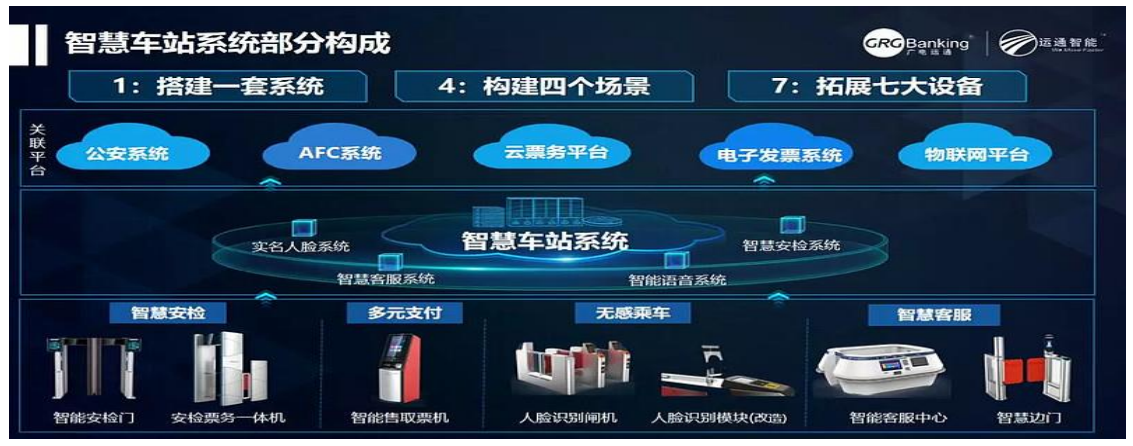 智慧车站系统部分构成
GRG Banking
广电运通
运通智能
1：搭建一套系统
4：构建四个场景
7：拓展七大设备
关联平台
公安系统
AFC系统
云票务平台
电子发票系统
物联网平台
智慧车站系统
实名人脸系统
智慧安检系统
智慧客服系统
智能语音系统
智慧安检
多元支付
无感乘车
智慧客服
智能安检门
安检票务一体机
智能售取票机
人脸识别闸机
人脸识别模块(改造)
智能客服中心
智慧边门